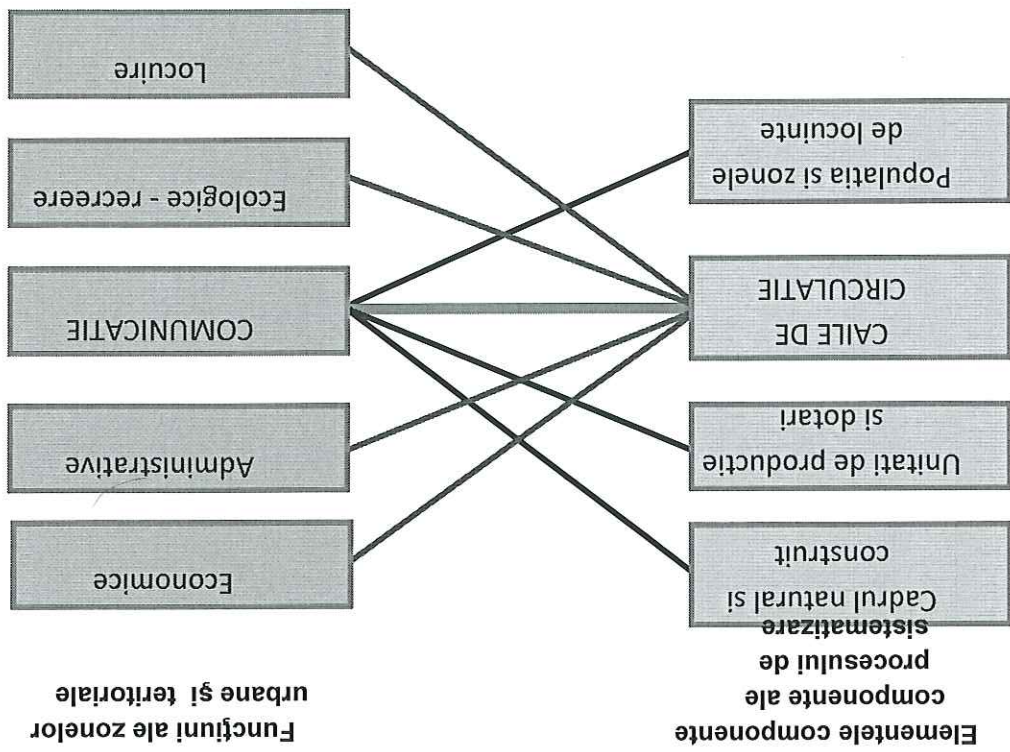 Elementele componente
componente ale
procesului de
sistematizare
Cadrul natural si
construit
Unitati de productie
si dotari
CAILE DE
CIRCULATIE
Populatia si zonele
de locuinte
Funcţiuni ale zonelor
urbane şi teritoriale
Economice
Administrative
COMUNICATIE
Ecologice - recreere
Locuire